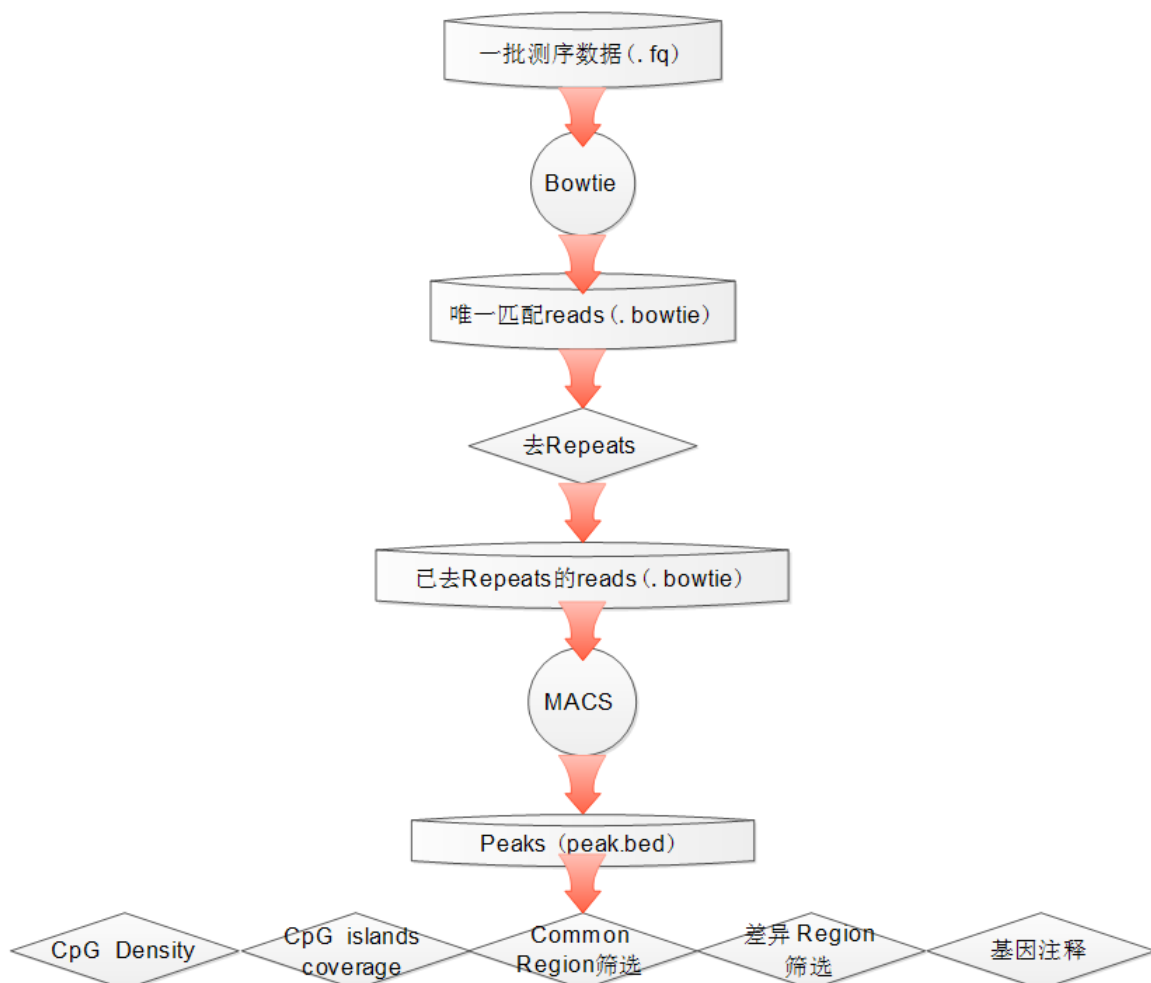 一批测序数据(. fq)
Bowtie
唯一匹配reads(. bowtie)
去Repeats
已去Repeats的reads(. bowtie)
MACS
Peaks (peak.bed)
CpG Density
CpG islands
coverage
Common
Region筛选
差异 Region
筛选
基因注释